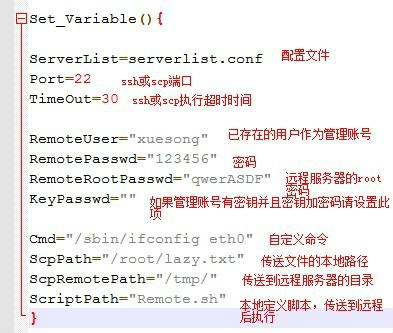 Set_Variable(){
ServerList=serverlist.conf 配置文件
Port=22 ssh或scp端口
TimeOut=30 ssh或scp执行超时时间
RemoteUser="xuesong" 已存在的用户作为管理账号
RemotePasswd="123456" 密码
RemoteRootPasswd="qwerASDF" 远程服务器的root
密码
KeyPasswd="" 如果管理账号有密钥并且密钥加密码请设置此
项
Cmd="/sbin/ifconfig eth0" 自定义命令
ScpPath="/root/lazy.txt" 传送文件的本地路径
ScpRemotePath="/tmp/" 传送到远程服务器的目录
ScriptPath="Remote.sh" 本地定义脚本，传送到远程
后执行
}